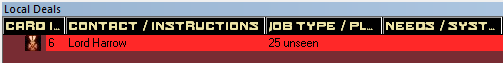 Local Deals
CARD I... CONTACT / INSTRUCTIONS JOB TYPE / PL... NEEDS / SYST...
6 Lord Harrow 25 unseen